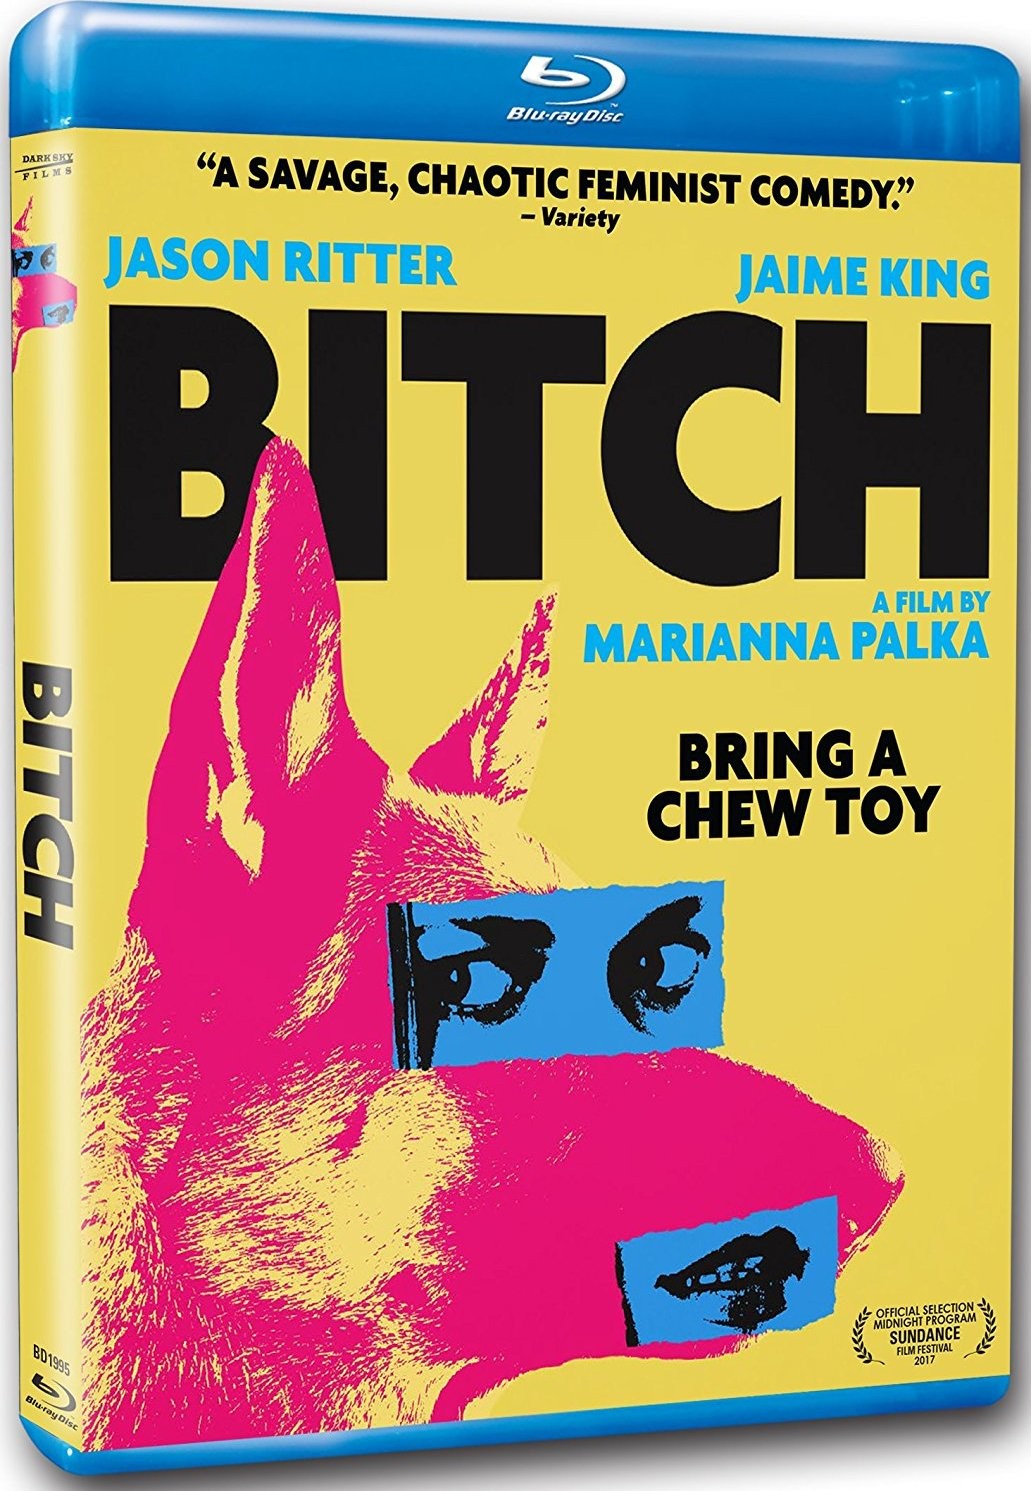 Blu-ray Disc™
DARK SKY
FILMS
"A SAVAGE, CHAOTIC FEMINIST COMEDY."
– Variety
JASON RITTER
JAIME KING
BITCH
A FILM BY
MARIANNA PALKA
BRING A
CHEW TOY
BITCH
OFFICIAL SELECTION
MIDNIGHT PROGRAM
SUNDANCE
FILM FESTIVAL
2017
BD1995
Blu-ray Disc